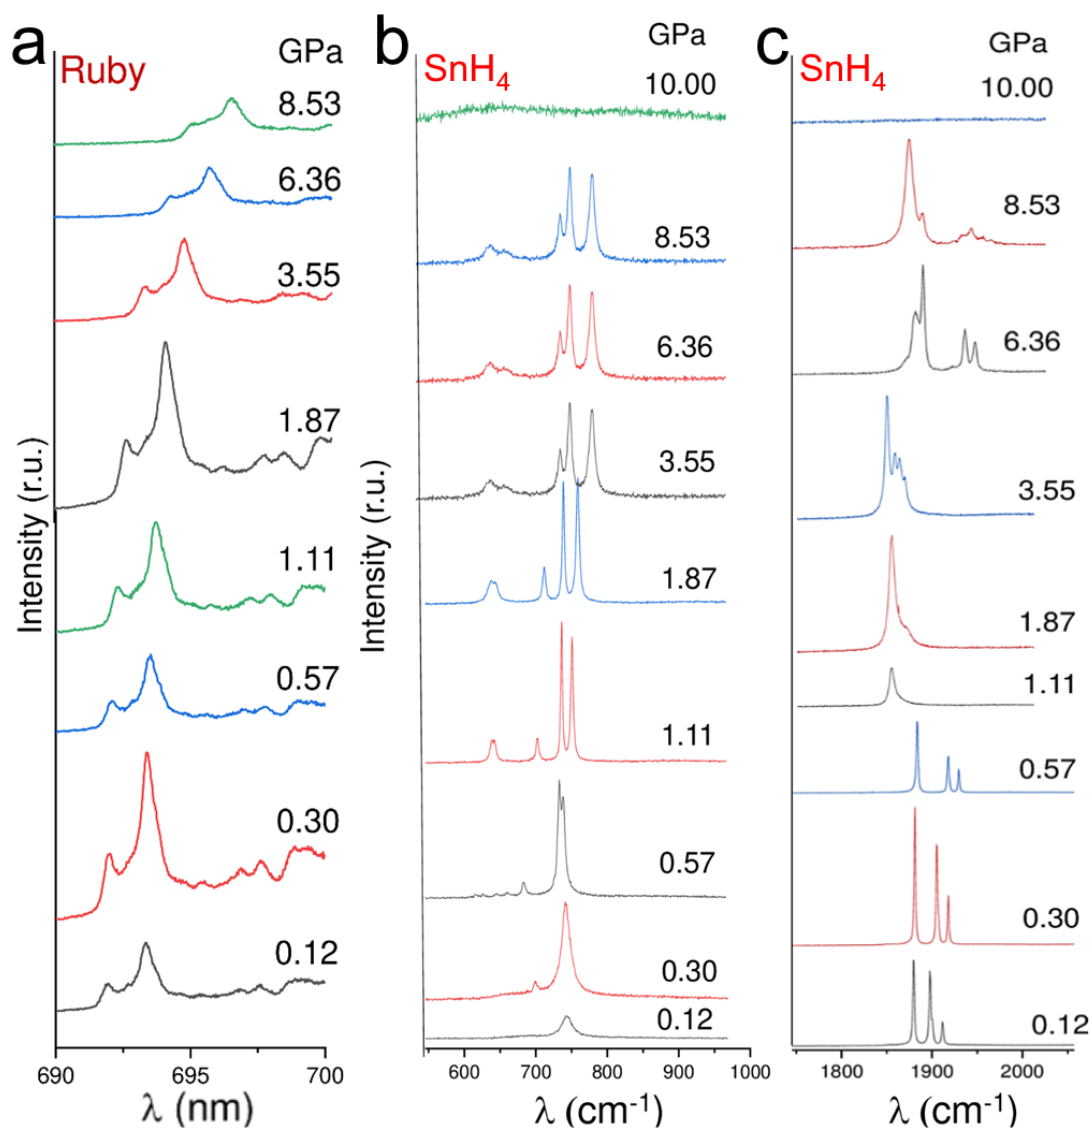 a
Ruby
GPa
8.53
6.36
3.55
1.87
1.11
0.57
0.30
0.12
Intensity (r.u.)
690 695 700
λ (nm)
b
SnH₄
GPa
10.00
8.53
6.36
3.55
1.87
1.11
0.57
0.30
0.12
Intensity (r.u.)
600 700 800 900 1000
λ (cm⁻¹)
c
SnH₄
GPa
10.00
8.53
6.36
3.55
1.87
1.11
0.57
0.30
0.12
1800 1900 2000
λ (cm⁻¹)